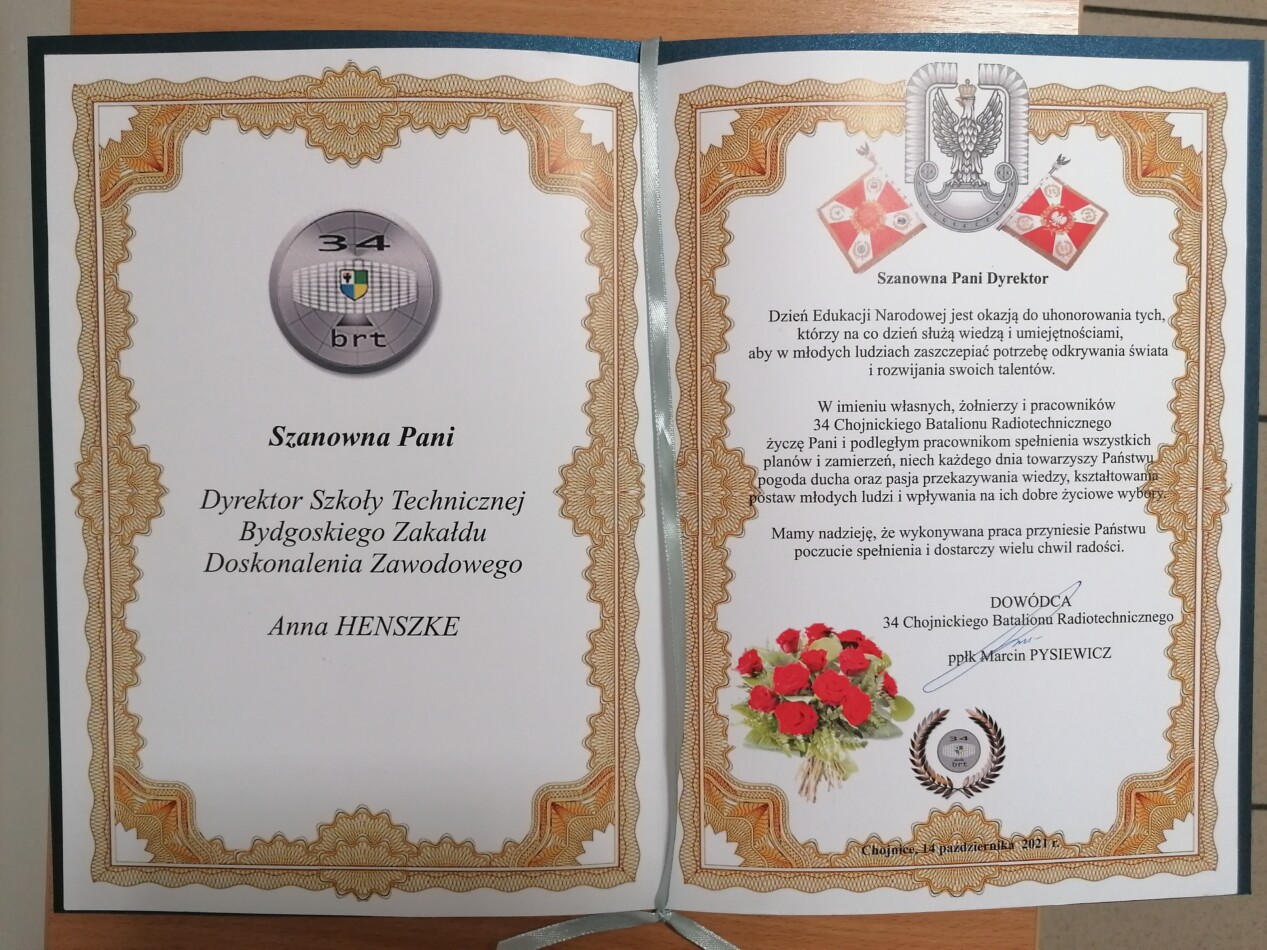 34
brt
Szanowna Pani
Dyrektor Szkoły Technicznej
Bydgoskiego Zakałdu
Doskonalenia Zawodowego
Anna HENSZKE
Szanowna Pani Dyrektor
Dzień Edukacji Narodowej jest okazją do uhonorowania tych,
którzy na co dzień służą wiedzą i umiejętnościami,
aby w młodych ludziach zaszczepiać potrzebę odkrywania świata
i rozwijania swoich talentów.
W imieniu własnych, żołnierzy i pracowników
34 Chojnickiego Batalionu Radiotechnicznego
życzę Pani i podległym pracownikom spełnienia wszystkich
planów i zamierzeń, niech każdego dnia towarzyszy Państwu
pogoda ducha oraz pasja przekazywania wiedzy, kształtowania
postaw młodych ludzi i wpływania na ich dobre życiowe wybory.
Mamy nadzieję, że wykonywana praca przyniesie Państwu
poczucie spełnienia i dostarczy wielu chwil radości.
DOWÓDCA
34 Chojnickiego Batalionu Radiotechnicznego
ppłk Marcin PYSIEWICZ
34
brt
Chojnice, 14 października 2021 r.